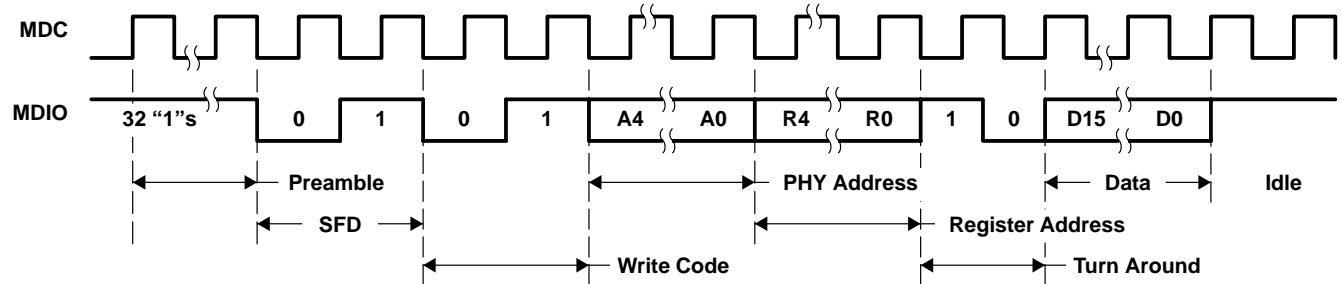 MDC
MDIO
32 “1”s 0 1 0 1 A4 A0 R4 R0 1 0 D15 D0
Preamble PHY Address Data Idle
SFD Register Address
Write Code Turn Around